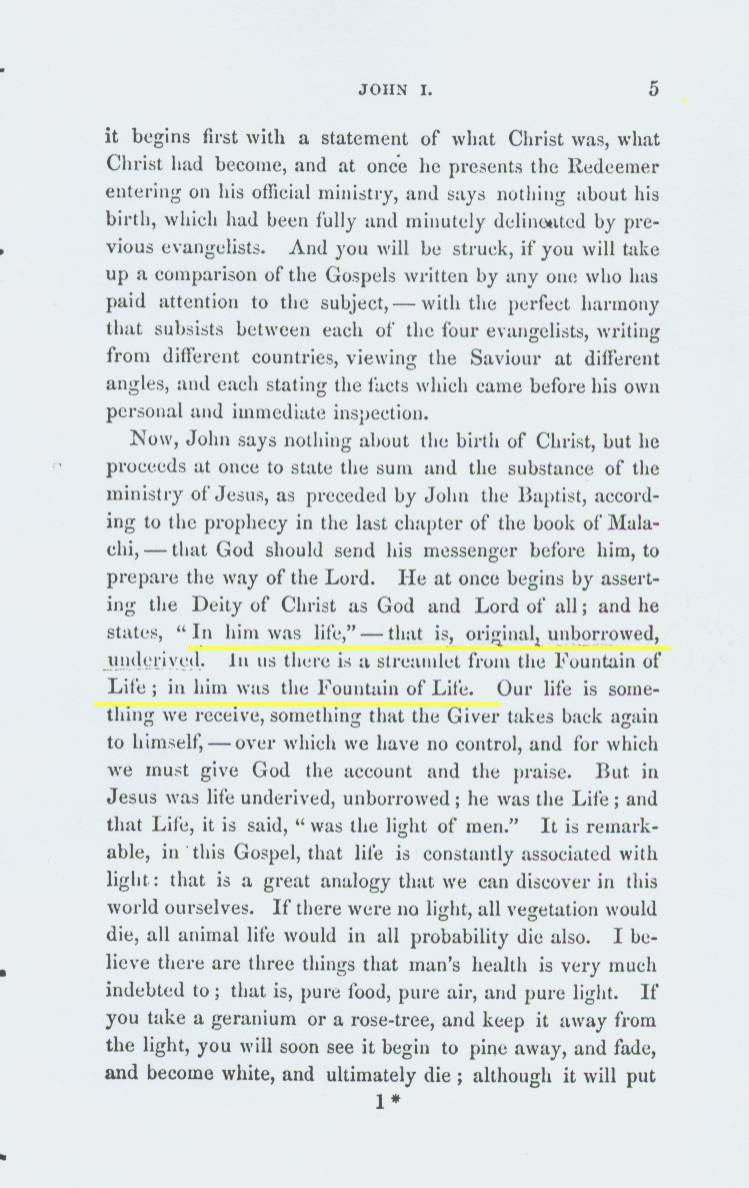 JOHN I. 5
it begins first with a statement of what Christ was, what
Christ had become, and at once he presents the Redeemer
entering on his official ministry, and says nothing about his
birth, which had been fully and minutely delineated by pre-
vious evangelists. And you will be struck, if you will take
up a comparison of the Gospels written by any one who has
paid attention to the subject, — with the perfect harmony
that subsists between each of the four evangelists, writing
from different countries, viewing the Saviour at different
angles, and each stating the facts which came before his own
personal and immediate inspection.
Now, John says nothing about the birth of Christ, but he
proceeds at once to state the sum and the substance of the
ministry of Jesus, as preceded by John the Baptist, accord-
ing to the prophecy in the last chapter of the book of Mala-
chi, — that God should send his messenger before him, to
prepare the way of the Lord. He at once begins by assert-
ing the Deity of Christ as God and Lord of all; and he
states, “In him was life,” — that is, original, unborrowed,
underived. In us there is a streamlet from the Fountain of
Life; in him was the Fountain of Life. Our life is some-
thing we receive, something that the Giver takes back again
to himself, — over which we have no control, and for which
we must give God the account and the praise. But in
Jesus was life underived, unborrowed; he was the Life; and
that Life, it is said, “was the light of men.” It is remark-
able, in this Gospel, that life is constantly associated with
light: that is a great analogy that we can discover in this
world ourselves. If there were no light, all vegetation would
die, all animal life would in all probability die also. I be-
lieve there are three things that man's health is very much
indebted to; that is, pure food, pure air, and pure light. If
you take a geranium or a rose-tree, and keep it away from
the light, you will soon see it begin to pine away, and fade,
and become white, and ultimately die; although it will put
1*